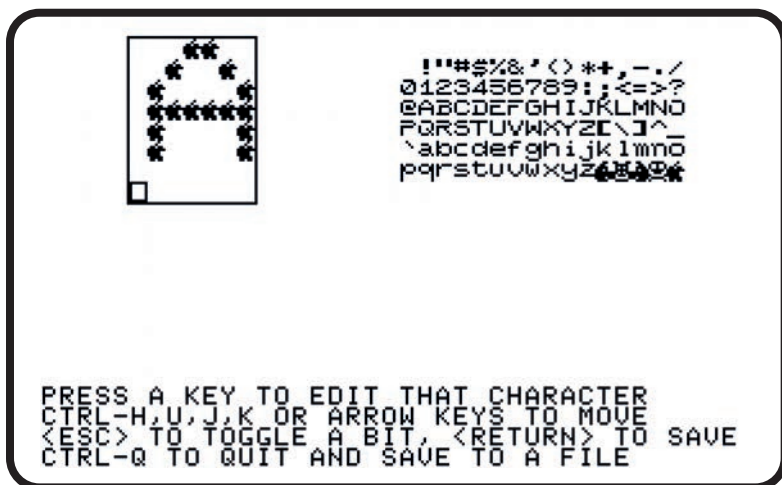 !"#$%&'()*+,-./
0123456789:;<=>?
@ABCDEFGHIJKLMNO
PQRSTUVWXYZ[\]^_
`abcdefghijklmno
pqrstuvwxyz
PRESS A KEY TO EDIT THAT CHARACTER
CTRL-H,U,J,K OR ARROW KEYS TO MOVE
<ESC> TO TOGGLE A BIT, <RETURN> TO SAVE
CTRL-Q TO QUIT AND SAVE TO A FILE